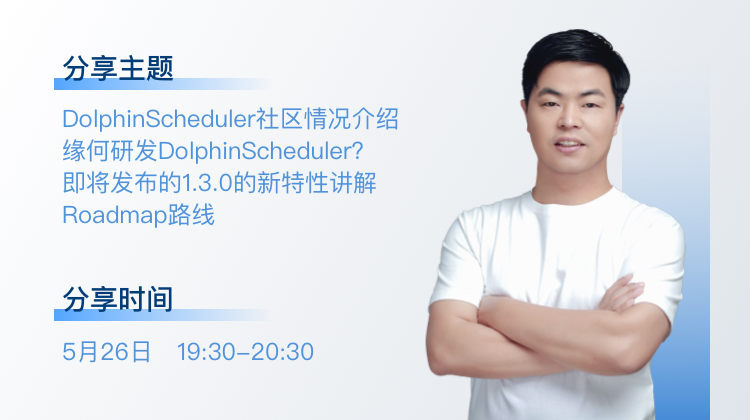 分享主题
DolphinScheduler社区情况介绍
缘何研发DolphinScheduler?
即将发布的1.3.0的新特性讲解
Roadmap路线
分享时间
5月26日 19:30-20:30